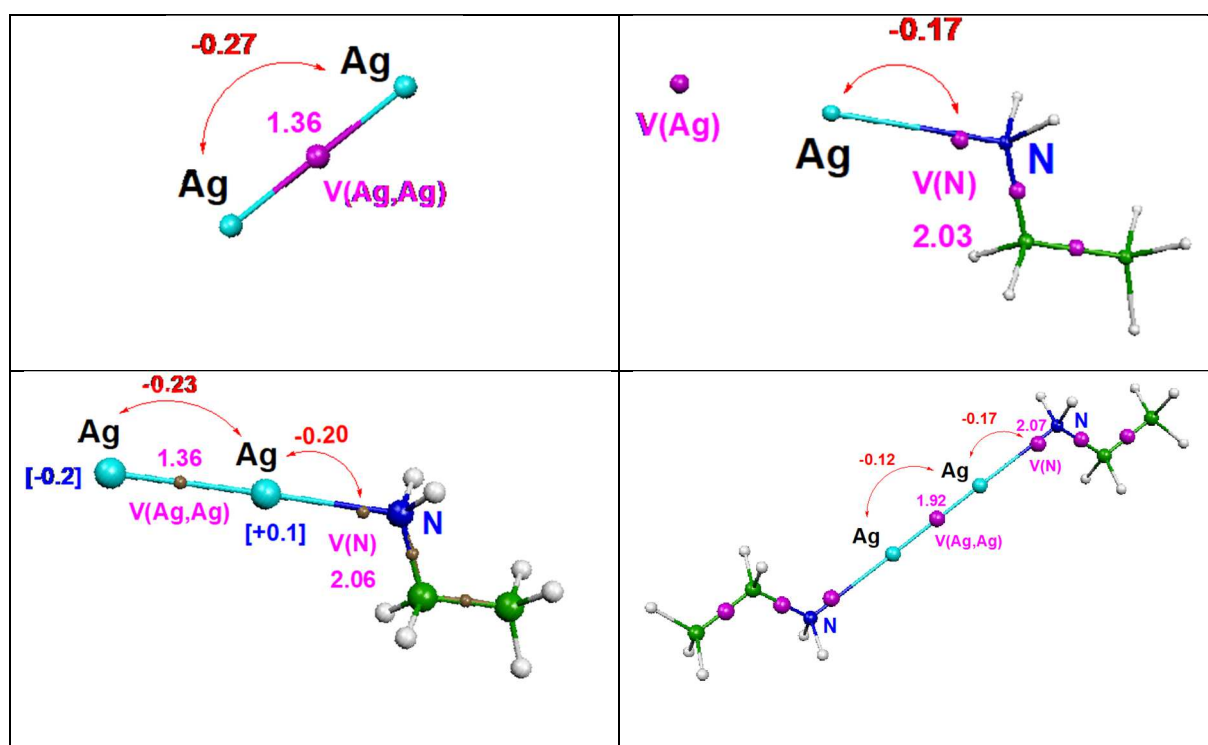 -0.27
Ag
1.36
Ag
V(Ag,Ag)
-0.17
V(Ag)
Ag
N
V(N)
2.03
-0.23
Ag
-0.20
1.36
Ag
[-0.2]
V(Ag,Ag)
[+0.1]
N
V(N)
2.06
-0.17
2.07
N
-0.12
Ag
V(N)
1.92
Ag
V(Ag,Ag)
N